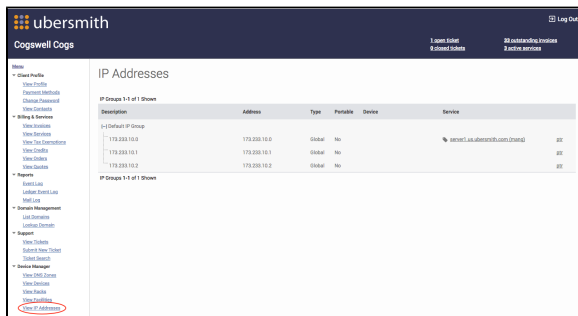 ubersmith
Log Out
Cogswell Cogs
1 open ticket
33 outstanding invoices
9 closed tickets
3 active services
Menu
Client Profile
View Profile
Payment Methods
Change Password
View Contacts
Billing & Services
View Invoices
View Services
View Tax Exemptions
View Credits
View Orders
View Quotes
Reports
Event Log
Ledger Event Log
Mail Log
Domain Management
List Domains
Lookup Domain
Support
View Tickets
Submit New Ticket
Ticket Search
Device Manager
View DNS Zones
View Devices
View Racks
View Facilities
View IP Addresses
IP Addresses
IP Groups 1-1 of 1 Shown
Description Address Type Portable Device Service
[-] Default IP Group
173.233.10.0 173.233.10.0 Global No server1.us.ubersmith.com (mang) ptr
173.233.10.1 173.233.10.1 Global No ptr
173.233.10.2 173.233.10.2 Global No ptr
IP Groups 1-1 of 1 Shown